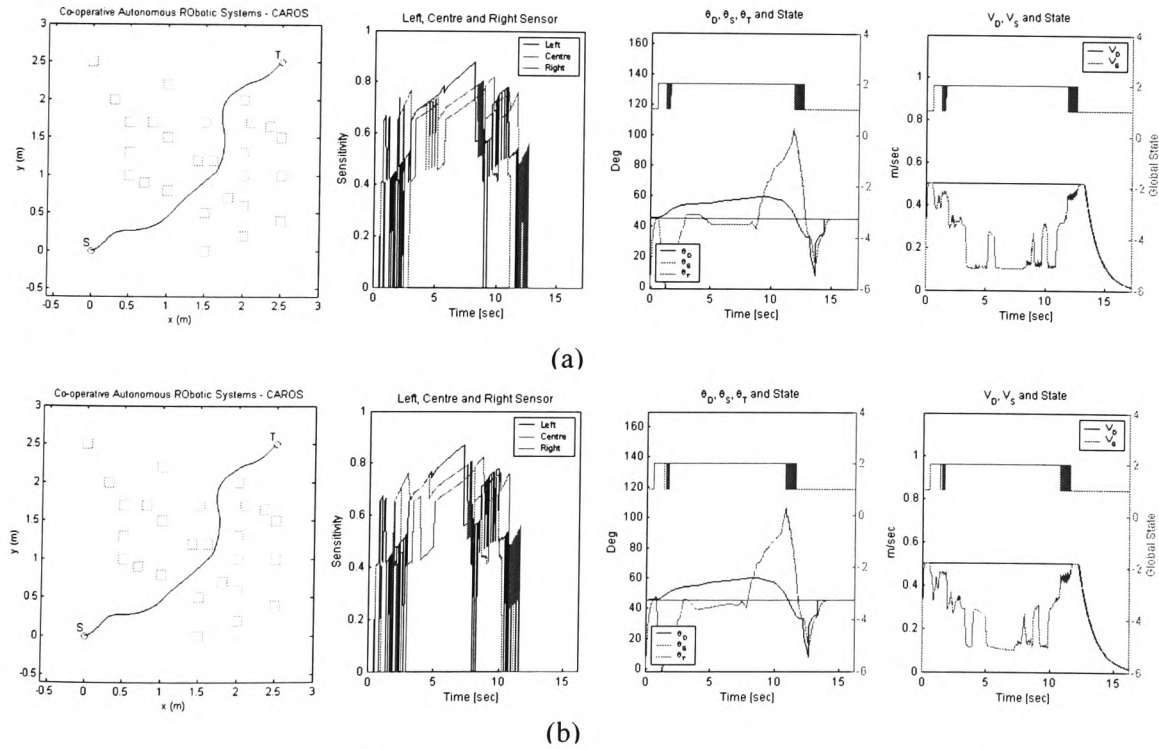 Co-operative Autonomous RObotic Systems - CAROS
3
2.5
2
1.5
1
0.5
0
-0.5
y (m)
T
S
-0.5 0 0.5 1 1.5 2 2.5 3
x (m)
Left, Centre and Right Sensor
1
0.8
0.6
0.4
0.2
0
Sensitivity
Left
Centre
Right
0 5 10 15
Time [sec]
θD, θS, θT and State
160
140
120
100
80
60
40
20
0
Deg
4
2
0
-2
-4
-6
θD
θG
θT
0 5 10 15
Time [sec]
VD, VS and State
1
0.8
0.6
0.4
0.2
0
m/sec
VD
VG
4
2
0
-2
-4
-6
Global State
0 5 10 15
Time [sec]
(a)
Co-operative Autonomous RObotic Systems - CAROS
3
2.5
2
1.5
1
0.5
0
-0.5
y (m)
T
S
-0.5 0 0.5 1 1.5 2 2.5 3
x (m)
Left, Centre and Right Sensor
1
0.8
0.6
0.4
0.2
0
Sensitivity
Left
Centre
Right
0 5 10 15
Time [sec]
θD, θS, θT and State
160
140
120
100
80
60
40
20
0
Deg
4
2
0
-2
-4
-6
θD
θG
θT
0 5 10 15
Time [sec]
VD, VS and State
1
0.8
0.6
0.4
0.2
0
m/sec
VD
VG
4
2
0
-2
-4
-6
Global State
0 5 10 15
Time [sec]
(b)